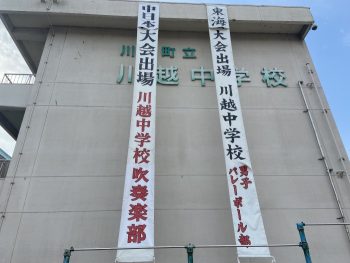 川越町立
川越中学校
中日本大会出場 川越中学校吹奏楽部
東海大会出場 川越中学校 男子バレーボール部